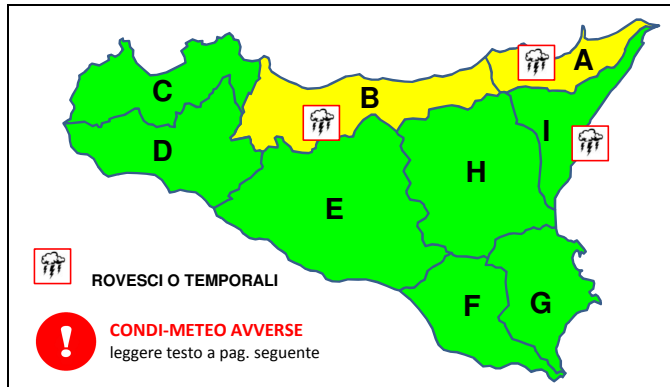 A
C
B
I
D
H
E
F
G
ROVESCI O TEMPORALI
!
CONDI-METEO AVVERSE
leggere testo a pag. seguente